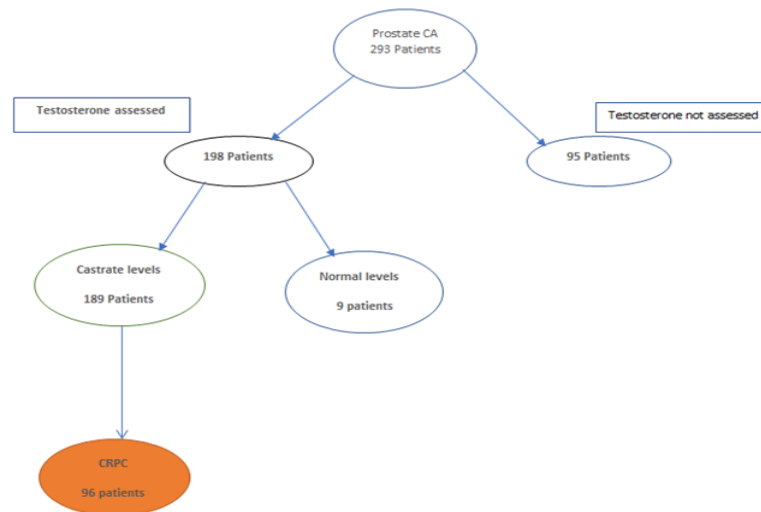 Prostate CA
293 Patients
Testosterone assessed
Testosterone not assessed
198 Patients
95 Patients
Castrate levels
189 Patients
Normal levels
9 patients
CRPC
96 patients